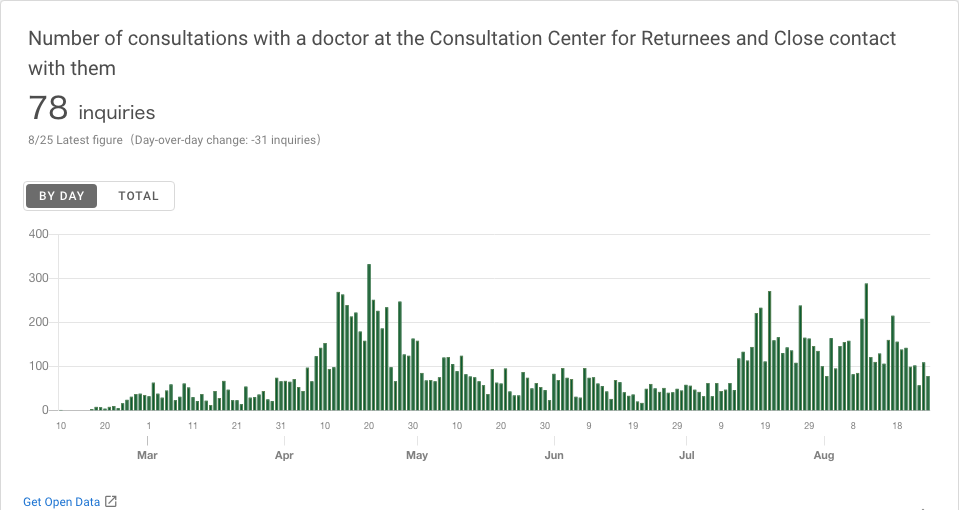 Number of consultations with a doctor at the Consultation Center for Returnees and Close contact
with them
78 inquiries
8/25 Latest figure（Day-over-day change: -31 inquiries）
BY DAY TOTAL
400
300
200
100
0
10 20 1 11 21 31 10 20 30 10 20 30 9 19 29 9 19 29 8 18
Mar Apr May Jun Jul Aug
Get Open Data